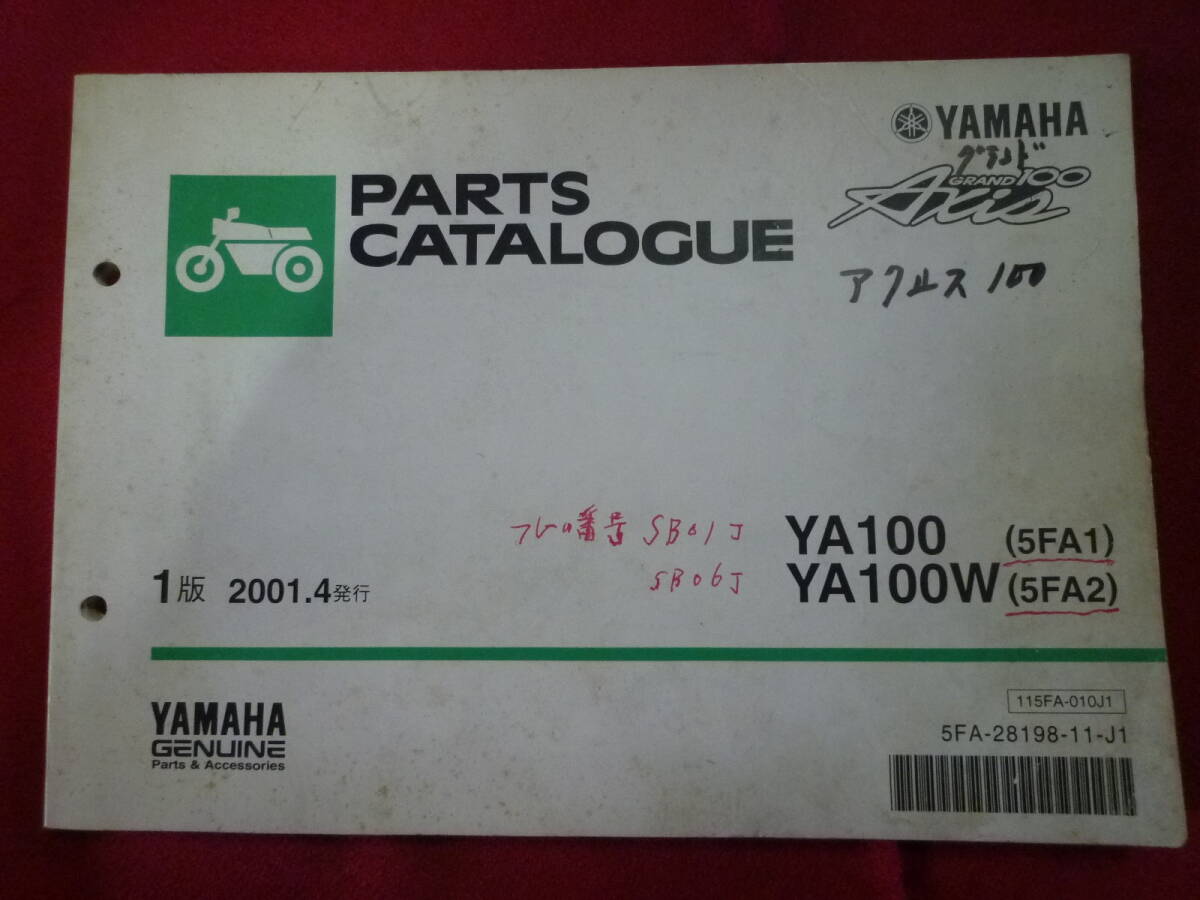 YAMAHA
グランド
GRAND 100
Axis
アクシス 100
PARTS
CATALOGUE
フレーム番号 SB01J
YA100 (5FA1)
SB06J
YA100W (5FA2)
1版 2001.4発行
YAMAHA
GENUINE
Parts & Accessories
115FA-010J1
5FA-28198-11-J1